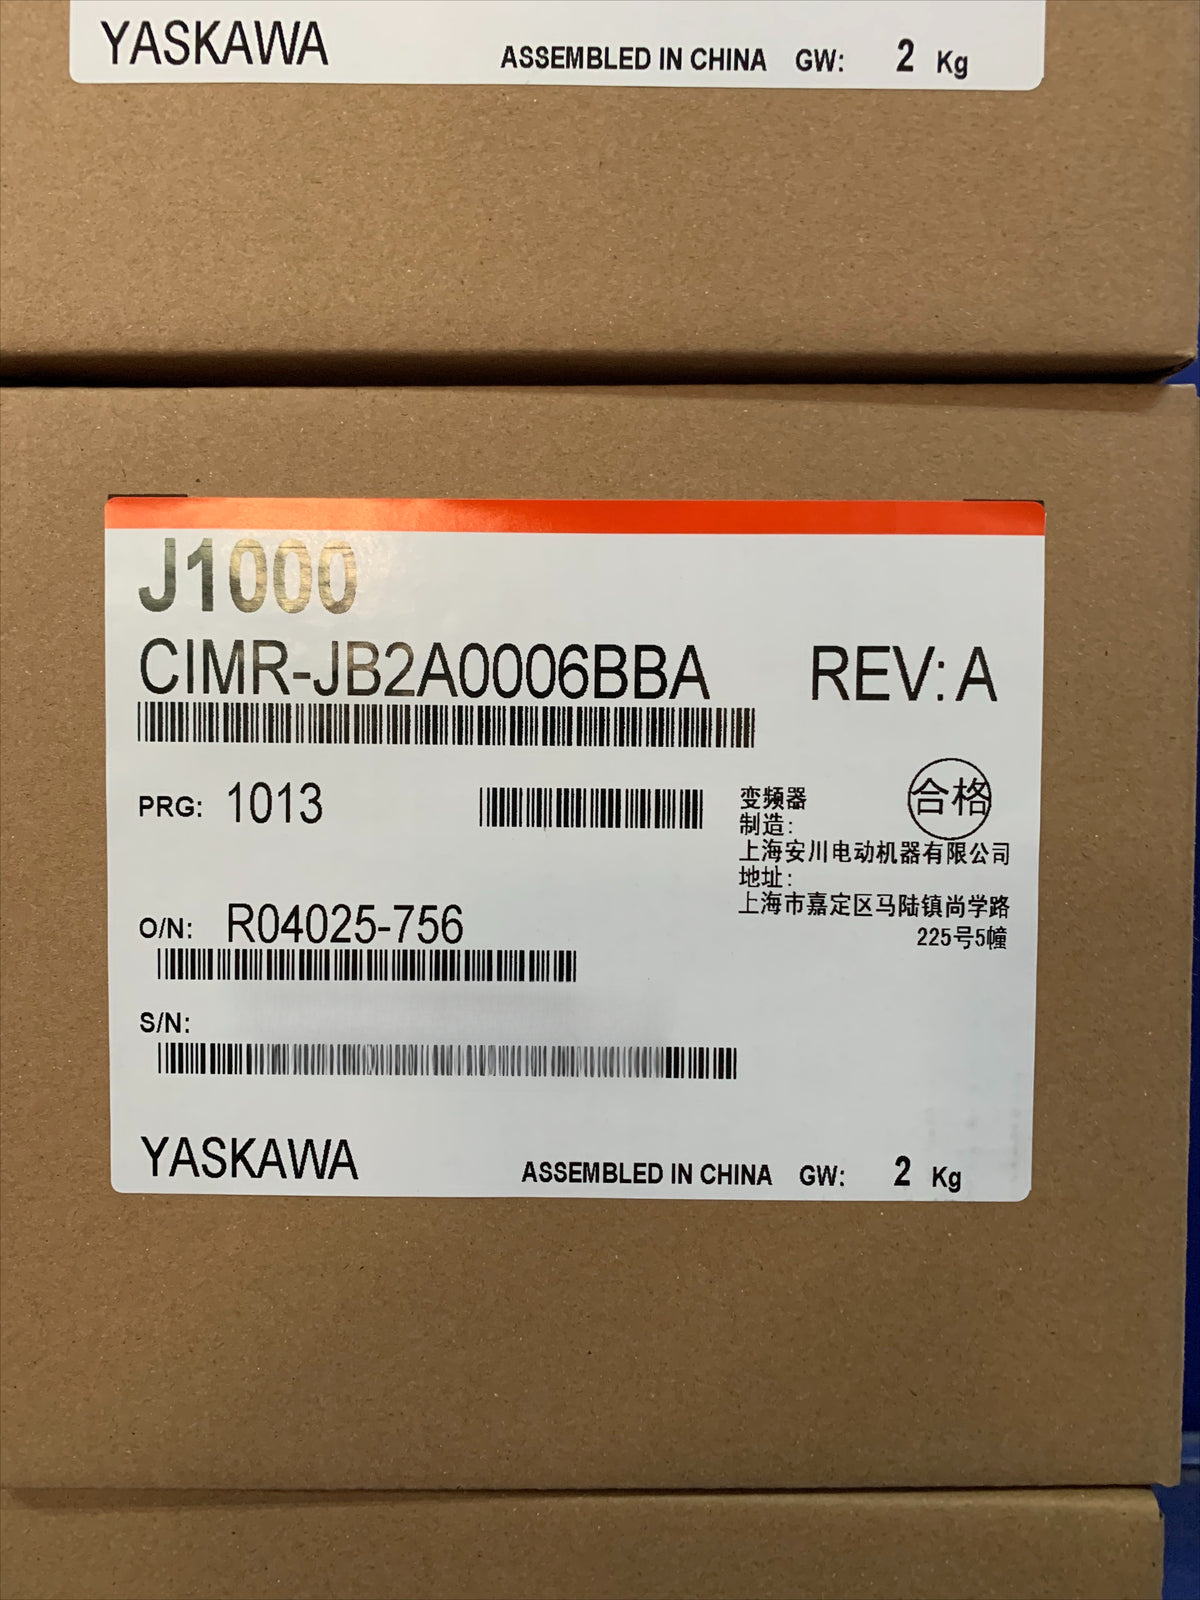 YASKAWA ASSEMBLED IN CHINA GW: 2 Kg
J1000
CIMR-JB2A0006BBA REV: A
PRG: 1013
变频器
合格
制造:
上海安川电动机器有限公司
地址:
上海市嘉定区马陆镇尚学路
225号5幢
O/N: R04025-756
S/N:
YASKAWA ASSEMBLED IN CHINA GW: 2 Kg